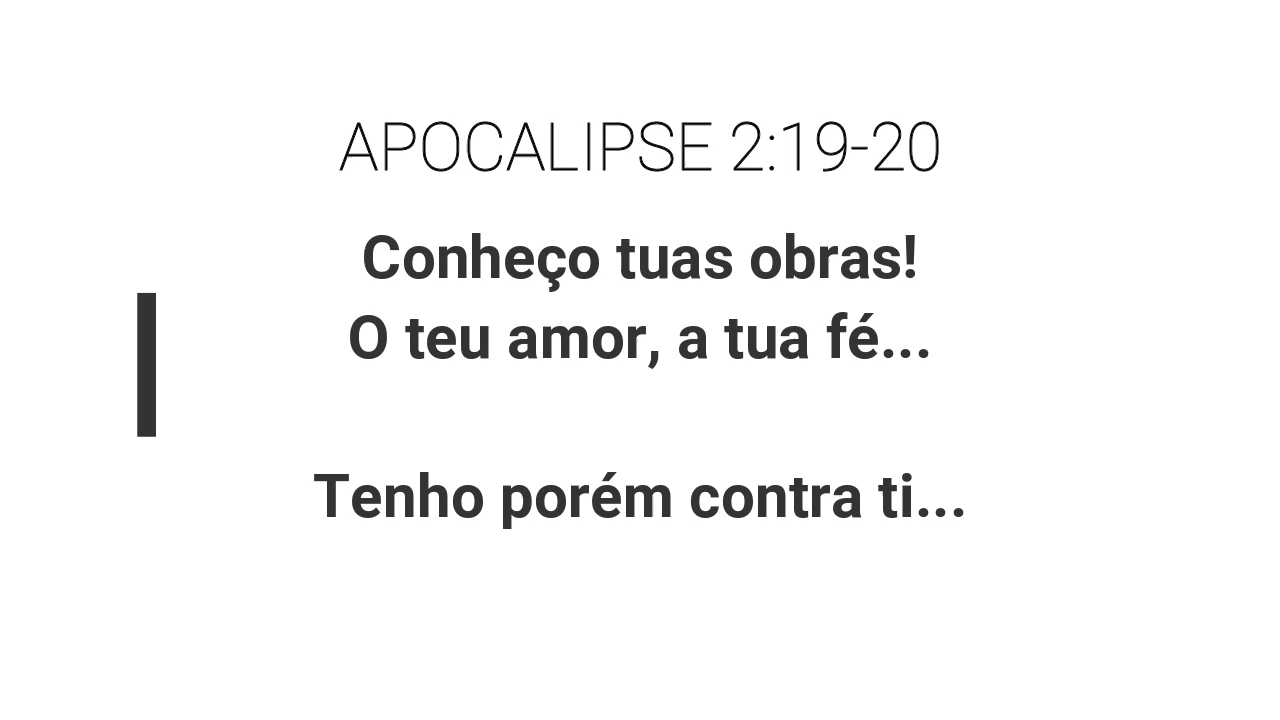 APOCALIPSE 2:19-20
Conheço tuas obras!
O teu amor, a tua fé...
Tenho porém contra ti...